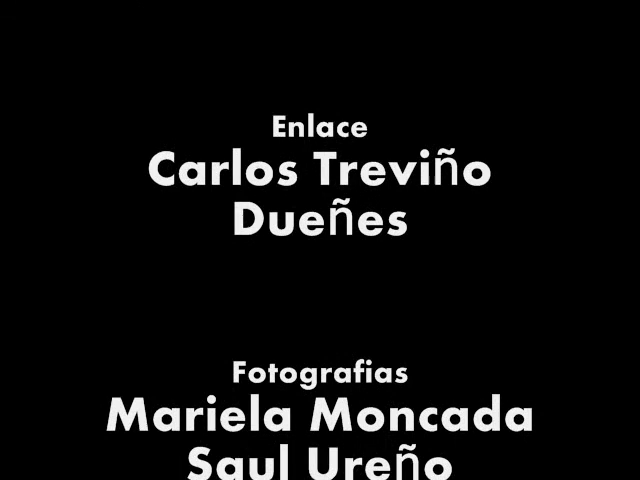 Enlace
Carlos Treviño
Dueñes
Fotografias
Mariela Moncada
Saul Ureño